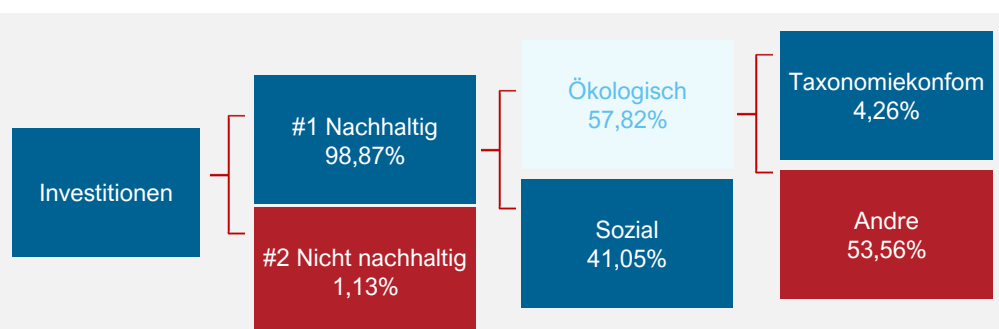 Investitionen
#1 Nachhaltig
98,87%
#2 Nicht nachhaltig
1,13%
Ökologisch
57,82%
Sozial
41,05%
Taxonomiekonfom
4,26%
Andre
53,56%